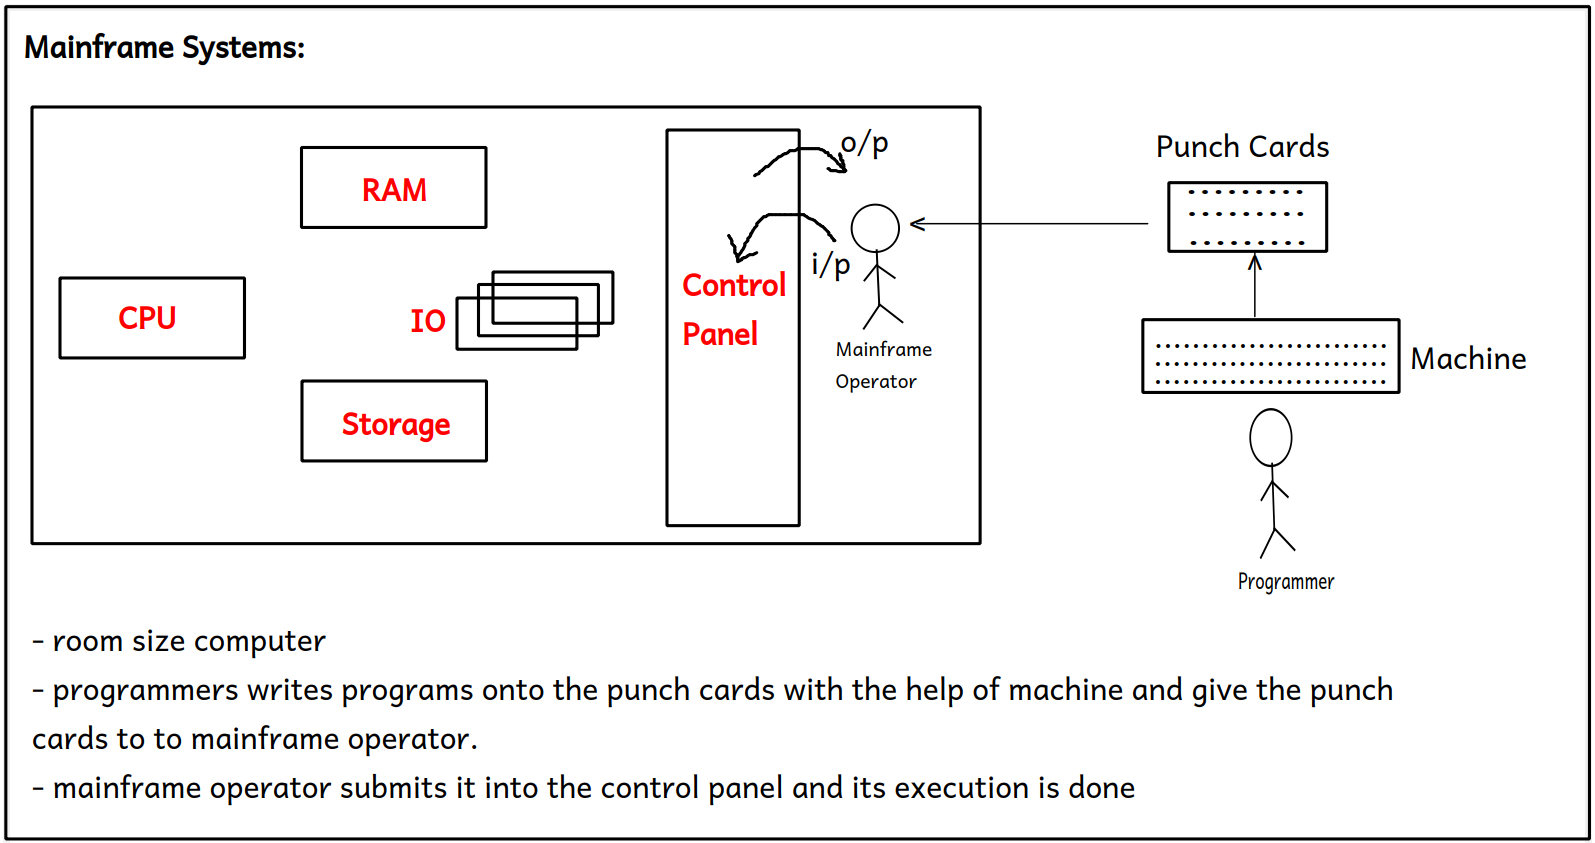 Mainframe Systems:
o/p
Punch Cards
RAM
i/p
Control
Panel
CPU
IO
Mainframe
Operator
Machine
Storage
Programmer
- room size computer
- programmers writes programs onto the punch cards with the help of machine and give the punch
cards to to mainframe operator.
- mainframe operator submits it into the control panel and its execution is done